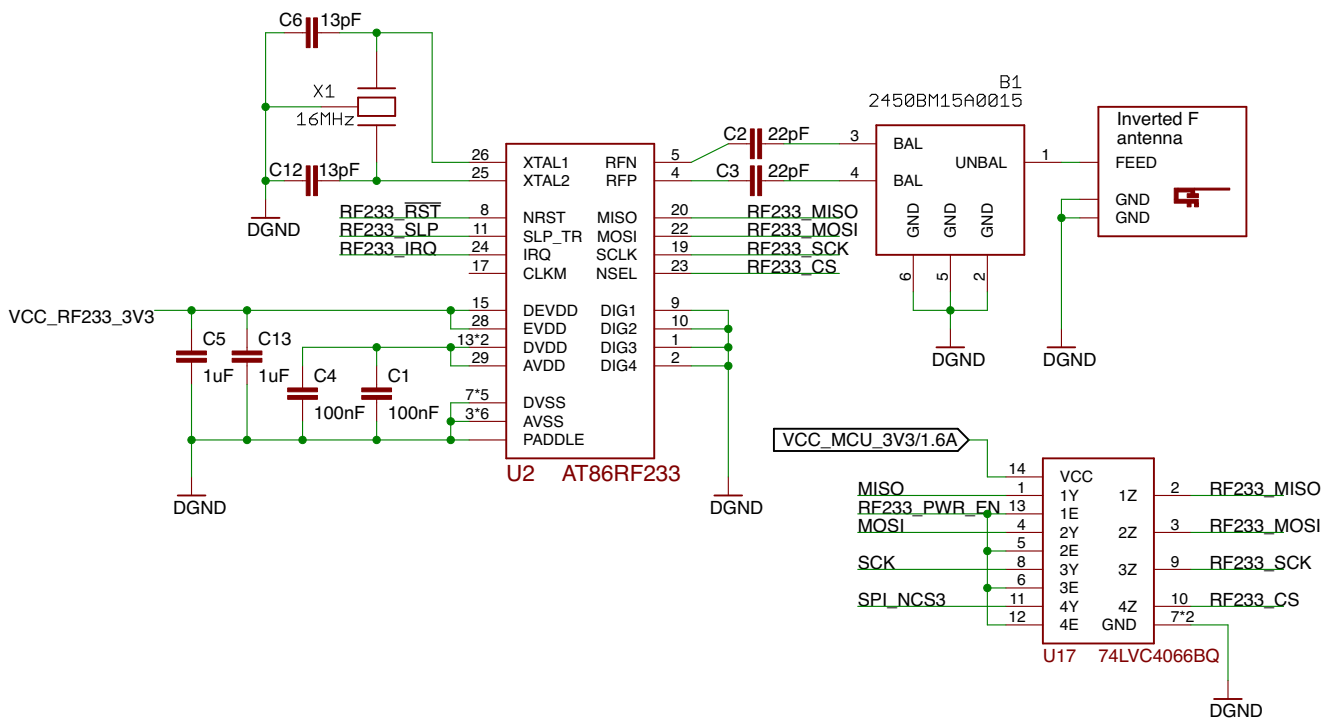 C6 13pF
X1
16MHz
C12 13pF
DGND
26 XTAL1 RFN 5
25 XTAL2 RFP 4
RF233_RST 8 NRST MISO 20 RF233_MISO
RF233_SLP 11 SLP_TR MOSI 22 RF233_MOSI
RF233_IRQ 24 IRQ SCLK 19 RF233_SCK
17 CLKM NSEL 23 RF233_CS
VCC_RF233_3V3
15 DEVDD DIG1 9
28 EVDD DIG2 10
13*2 DVDD DIG3 1
29 AVDD DIG4 2
7*5 DVSS
3*6 AVSS
PADDLE
U2 AT86RF233
C5
1uF
C13
1uF
C4
100nF
C1
100nF
DGND
DGND
C2 22pF
C3 22pF
B1
2450BM15A0015
3 BAL
4 BAL
UNBAL 1
GND GND GND
6 5 2
DGND
Inverted F
antenna
FEED
GND
GND
DGND
VCC_MCU_3V3/1.6A
14 VCC
MISO 1 1Y 1Z 2 RF233_MISO
RF233_PWR_EN 13 1E
MOSI 4 2Y 2Z 3 RF233_MOSI
5 2E
SCK 8 3Y 3Z 9 RF233_SCK
6 3E
SPI_NCS3 11 4Y 4Z 10 RF233_CS
12 4E GND 7*2
U17 74LVC4066BQ
DGND